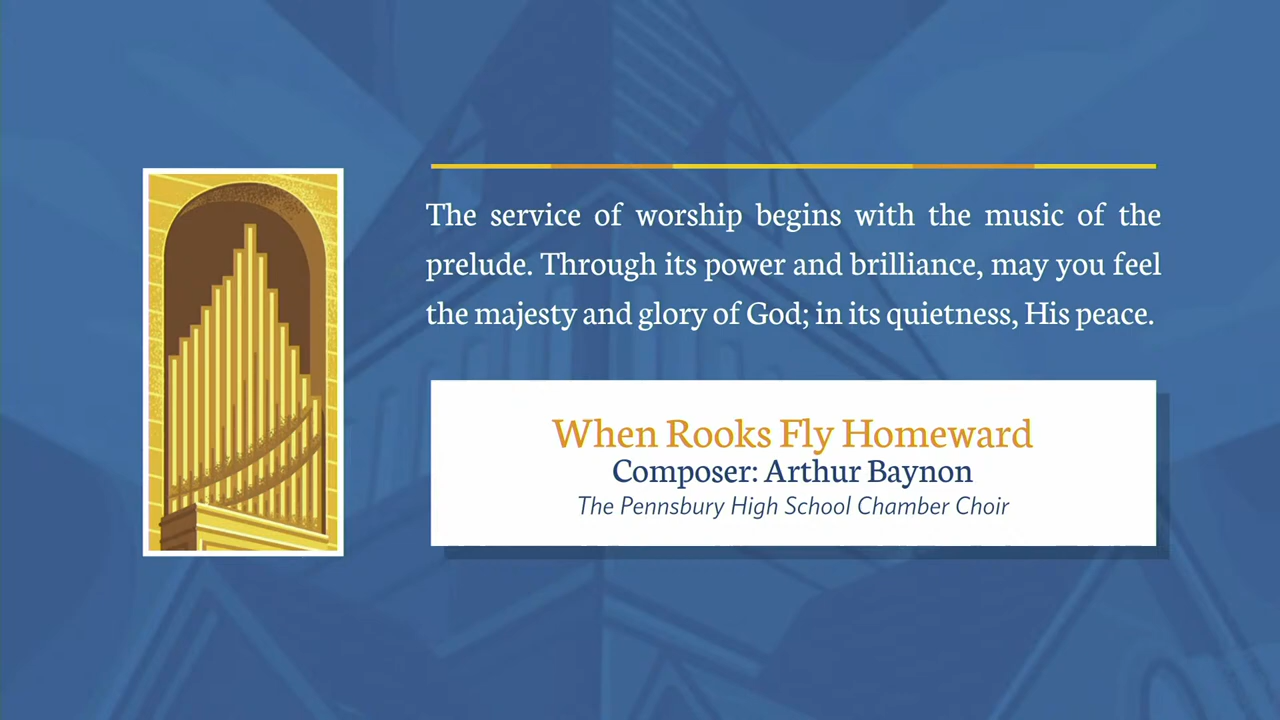 The service of worship begins with the music of the
prelude. Through its power and brilliance, may you feel
the majesty and glory of God; in its quietness, His peace.
When Rooks Fly Homeward
Composer: Arthur Baynon
The Pennsbury High School Chamber Choir